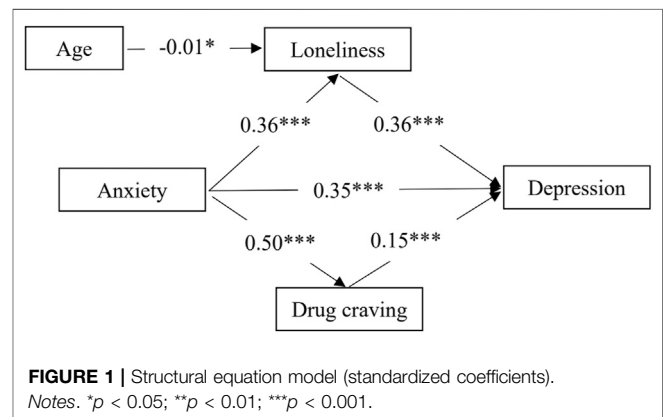 Age -0.01* Loneliness
0.36*** 0.36***
Anxiety 0.35*** Depression
0.50*** 0.15***
Drug craving
FIGURE 1 | Structural equation model (standardized coefficients).
Notes. *p < 0.05; **p < 0.01; ***p < 0.001.